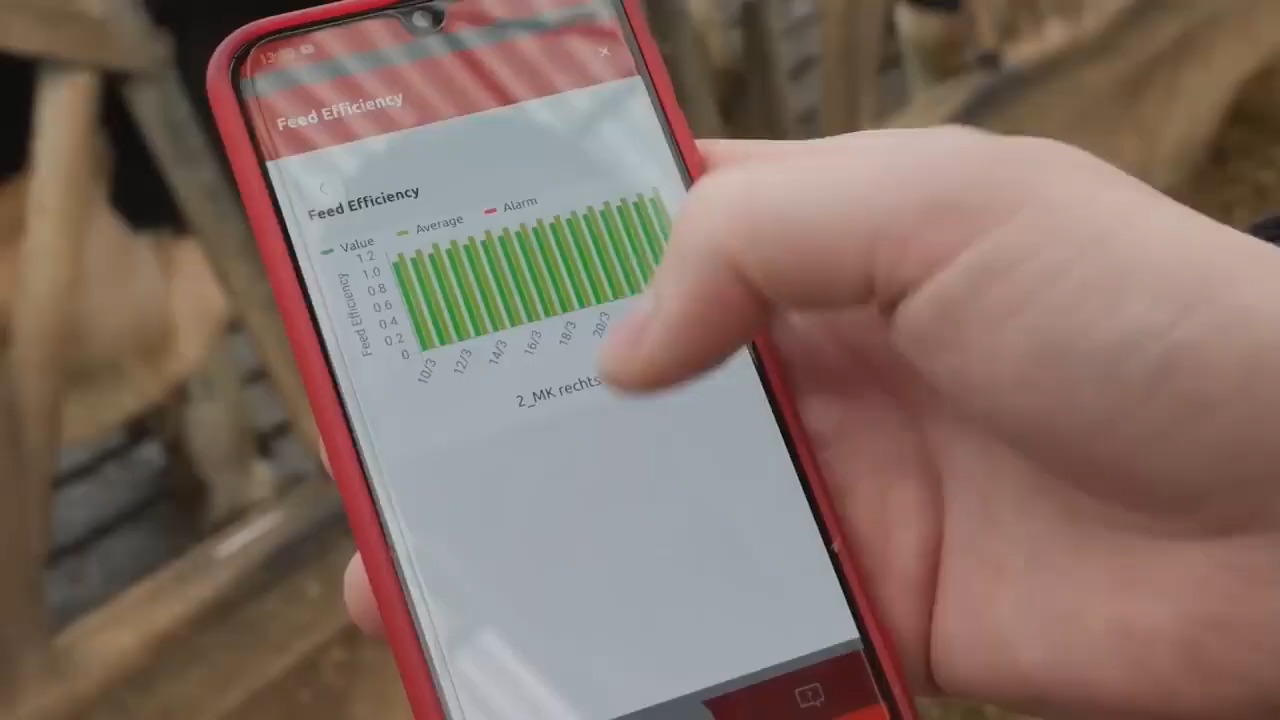 Feed Efficiency
Feed Efficiency
Value Average Alarm
Feed Efficiency
1.2
1.0
0.8
0.6
0.4
0.2
0
10/3 12/3 14/3 16/3 18/3 20/3
2_MK rechts